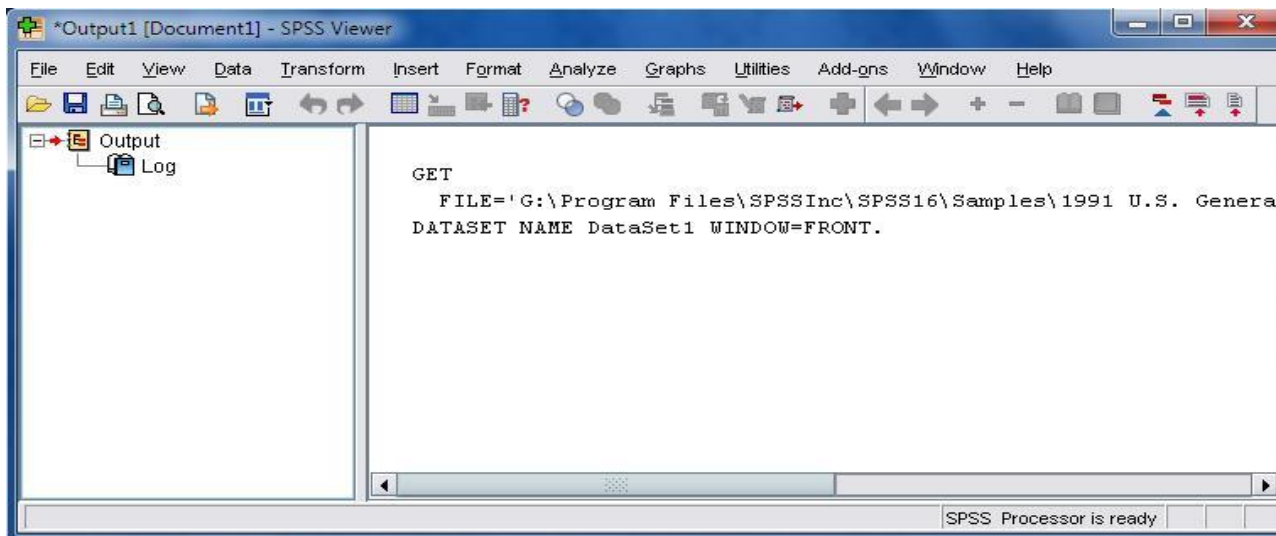 *Output1 [Document1] - SPSS Viewer
File Edit View Data Transform Insert Format Analyze Graphs Utilities Add-ons Window Help
Output
Log
GET
FILE='G:\Program Files\SPSSInc\SPSS16\Samples\1991 U.S. Genera
DATASET NAME DataSet1 WINDOW=FRONT.
SPSS Processor is ready